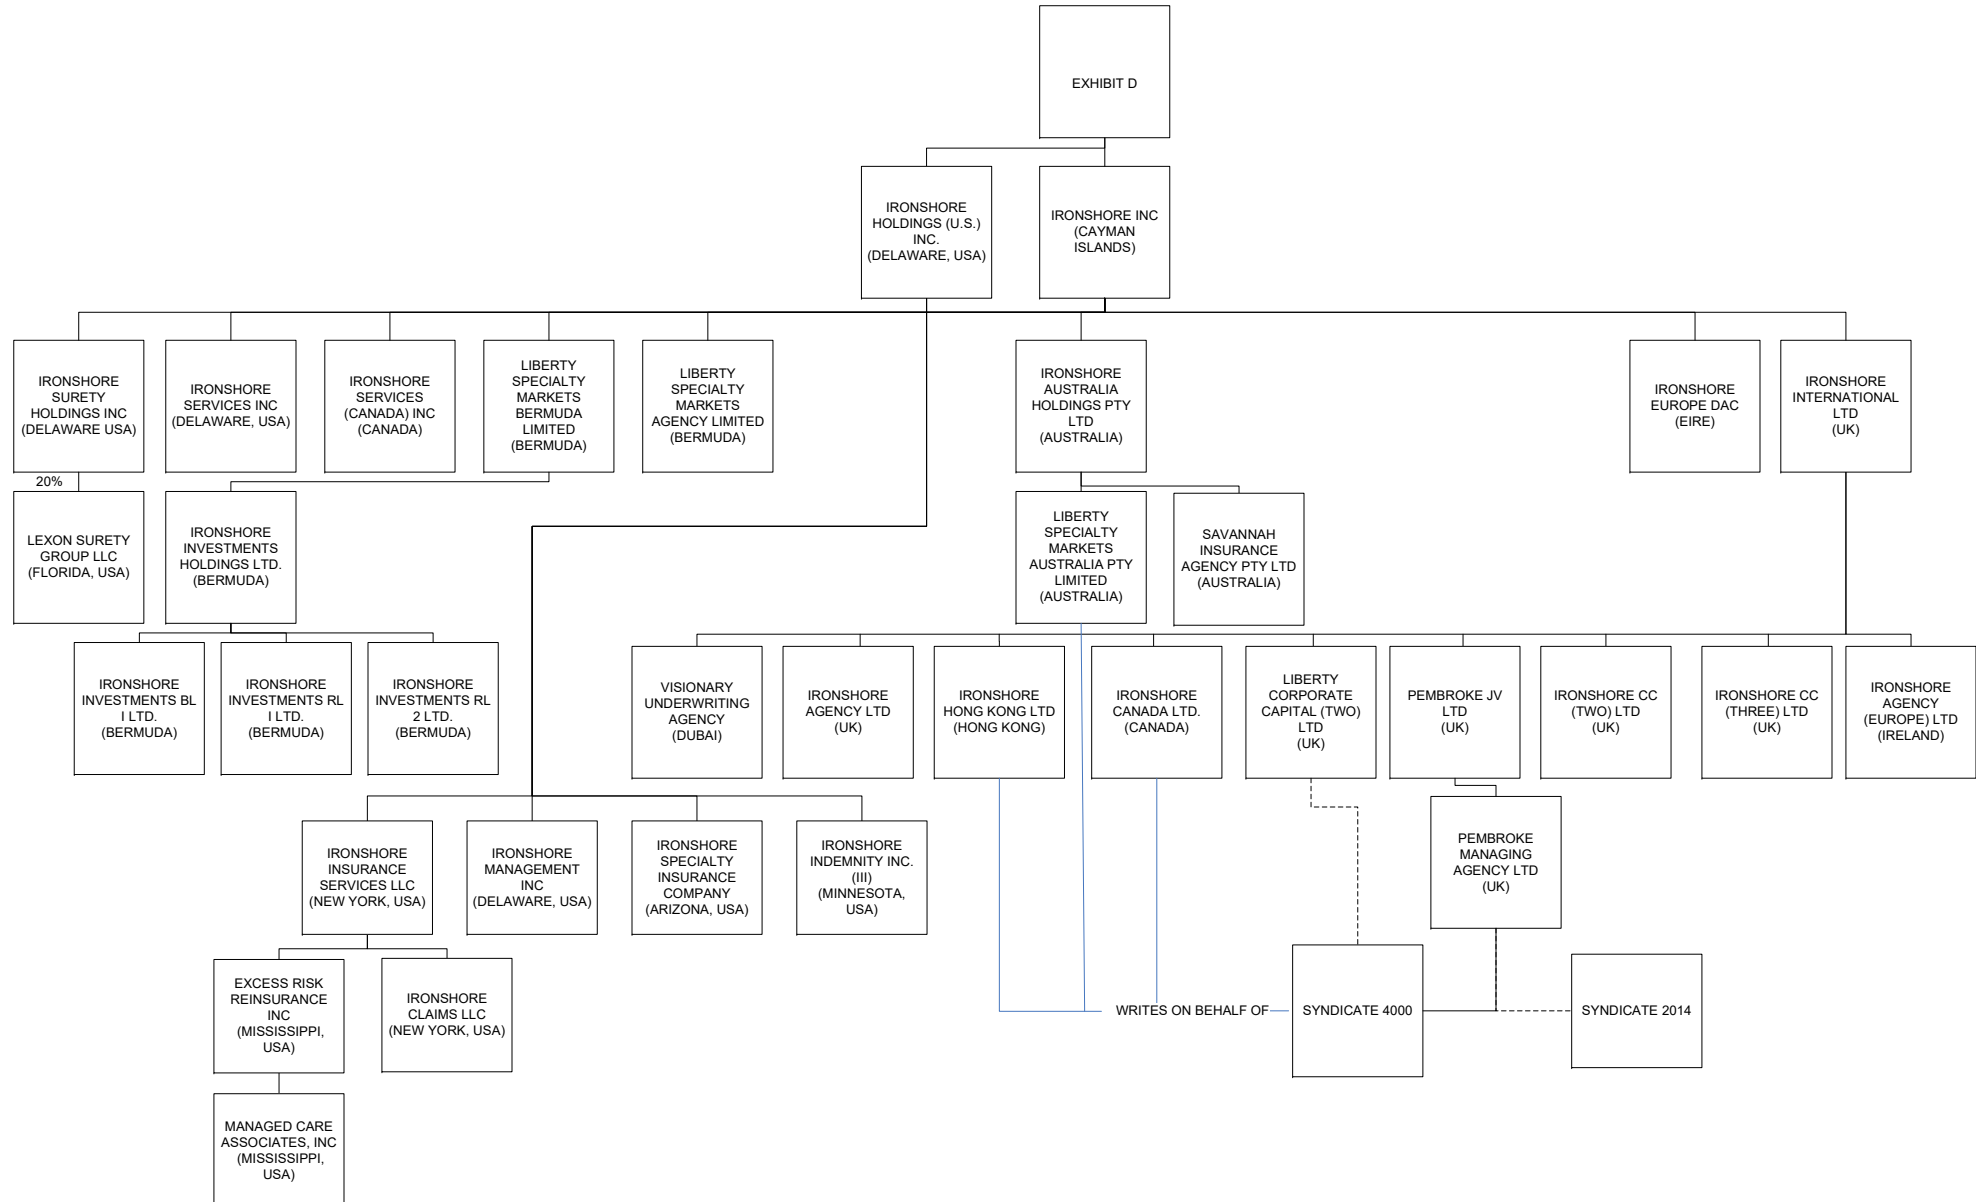 EXHIBIT D
IRONSHORE
HOLDINGS (U.S.)
INC.
(DELAWARE, USA)
IRONSHORE INC
(CAYMAN
ISLANDS)
IRONSHORE
SURETY
HOLDINGS INC
(DELAWARE USA)
IRONSHORE
SERVICES INC
(DELAWARE, USA)
IRONSHORE
SERVICES
(CANADA) INC
(CANADA)
LIBERTY
SPECIALTY
MARKETS
BERMUDA
LIMITED
(BERMUDA)
LIBERTY
SPECIALTY
MARKETS
AGENCY LIMITED
(BERMUDA)
IRONSHORE
AUSTRALIA
HOLDINGS PTY
LTD
(AUSTRALIA)
IRONSHORE
EUROPE DAC
(EIRE)
IRONSHORE
INTERNATIONAL
LTD
(UK)
20%
LEXON SURETY
GROUP LLC
(FLORIDA, USA)
IRONSHORE
INVESTMENTS
HOLDINGS LTD.
(BERMUDA)
LIBERTY
SPECIALTY
MARKETS
AUSTRALIA PTY
LIMITED
(AUSTRALIA)
SAVANNAH
INSURANCE
AGENCY PTY LTD
(AUSTRALIA)
IRONSHORE
INVESTMENTS BL
I LTD.
(BERMUDA)
IRONSHORE
INVESTMENTS RL
I LTD.
(BERMUDA)
IRONSHORE
INVESTMENTS RL
2 LTD.
(BERMUDA)
VISIONARY
UNDERWRITING
AGENCY
(DUBAI)
IRONSHORE
AGENCY LTD
(UK)
IRONSHORE
HONG KONG LTD
(HONG KONG)
IRONSHORE
CANADA LTD.
(CANADA)
LIBERTY
CORPORATE
CAPITAL (TWO)
LTD
(UK)
PEMBROKE JV
LTD
(UK)
IRONSHORE CC
(TWO) LTD
(UK)
IRONSHORE CC
(THREE) LTD
(UK)
IRONSHORE
AGENCY
(EUROPE) LTD
(IRELAND)
IRONSHORE
INSURANCE
SERVICES LLC
(NEW YORK, USA)
IRONSHORE
MANAGEMENT
INC
(DELAWARE, USA)
IRONSHORE
SPECIALTY
INSURANCE
COMPANY
(ARIZONA, USA)
IRONSHORE
INDEMNITY INC.
(III)
(MINNESOTA,
USA)
PEMBROKE
MANAGING
AGENCY LTD
(UK)
EXCESS RISK
REINSURANCE
INC
(MISSISSIPPI,
USA)
IRONSHORE
CLAIMS LLC
(NEW YORK, USA)
WRITES ON BEHALF OF
SYNDICATE 4000
SYNDICATE 2014
MANAGED CARE
ASSOCIATES, INC
(MISSISSIPPI,
USA)